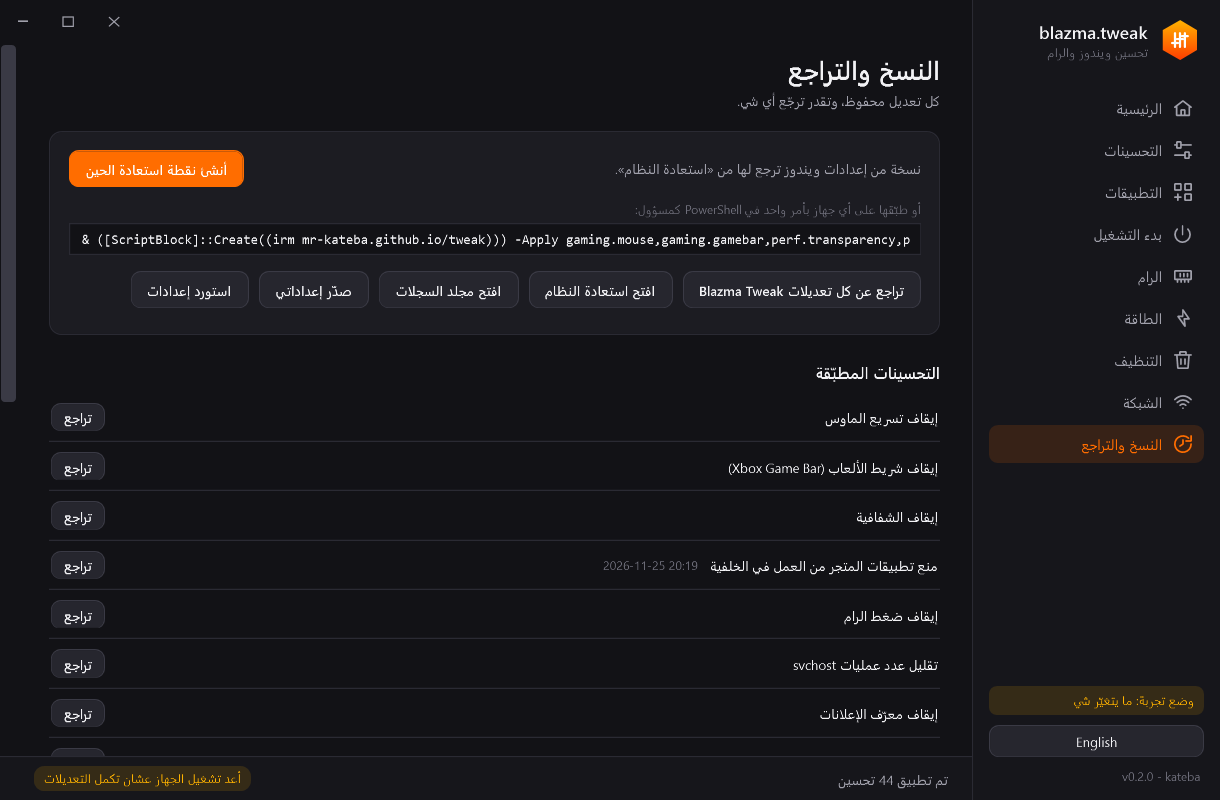 blazma.tweak
تحسين ويندوز والرام
الرئيسية
التحسينات
التطبيقات
بدء التشغيل
الرام
الطاقة
التنظيف
الشبكة
النسخ والتراجع
وضع تجربة: ما يتغيّر شي
English
v0.2.0 - kateba
النسخ والتراجع
كل تعديل محفوظ، وتقدر ترجّع أي شي.
نسخة من إعدادات ويندوز ترجع لها من «استعادة النظام».
أنشئ نقطة استعادة الحين
أو طبّقها على أي جهاز بأمر واحد في PowerShell كمسؤول:
& ([ScriptBlock]::Create((irm mr-kateba.github.io/tweak))) -Apply gaming.mouse,gaming.gamebar,perf.transparency,p
تراجع عن كل تعديلات Blazma Tweak
افتح استعادة النظام
افتح مجلد السجلات
صدّر إعداداتي
استورد إعدادات
التحسينات المطبّقة
إيقاف تسريع الماوس
تراجع
إيقاف شريط الألعاب (Xbox Game Bar)
تراجع
إيقاف الشفافية
تراجع
منع تطبيقات المتجر من العمل في الخلفية 2026-11-25 20:19
تراجع
إيقاف ضغط الرام
تراجع
تقليل عدد عمليات svchost
تراجع
إيقاف معرّف الإعلانات
تراجع
تم تطبيق 44 تحسين
أعد تشغيل الجهاز عشان تكمل التعديلات